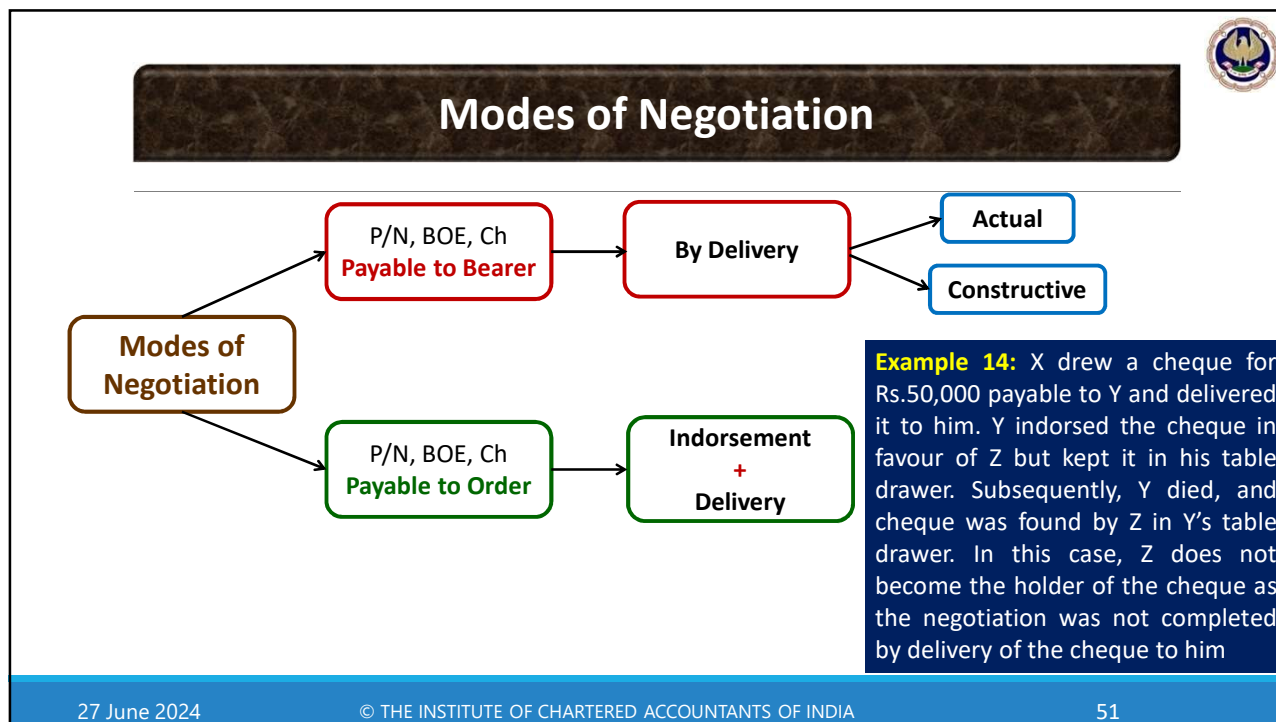 Modes of Negotiation
P/N, BOE, Ch
Payable to Bearer
By Delivery
Actual
Constructive
Modes of
Negotiation
P/N, BOE, Ch
Payable to Order
Indorsement
+
Delivery
Example 14: X drew a cheque for
Rs.50,000 payable to Y and delivered
it to him. Y indorsed the cheque in
favour of Z but kept it in his table
drawer. Subsequently, Y died, and
cheque was found by Z in Y’s table
drawer. In this case, Z does not
become the holder of the cheque as
the negotiation was not completed
by delivery of the cheque to him
27 June 2024
© THE INSTITUTE OF CHARTERED ACCOUNTANTS OF INDIA
51